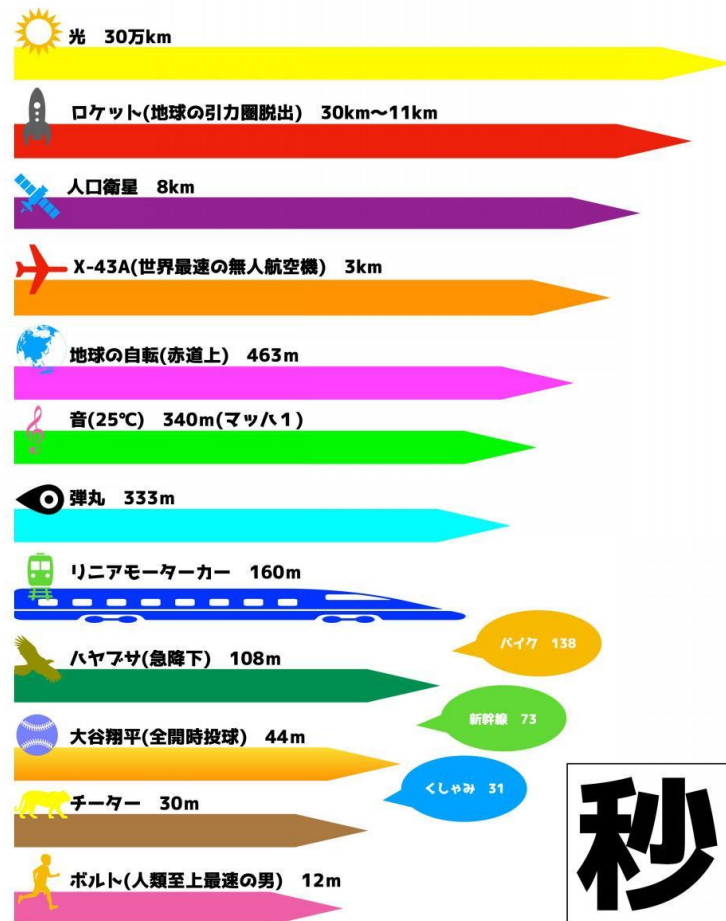 光 30万km
ロケット(地球の引力圏脱出) 30km〜11km
人口衛星 8km
X-43A(世界最速の無人航空機) 3km
地球の自転(赤道上) 463m
音(25℃) 340m(マッハ1)
弾丸 333m
リニアモーターカー 160m
バイク 138
ハヤブサ(急降下) 108m
新幹線 73
大谷翔平(全開時投球) 44m
くしゃみ 31
チーター 30m
ボルト(人類至上最速の男) 12m
秒